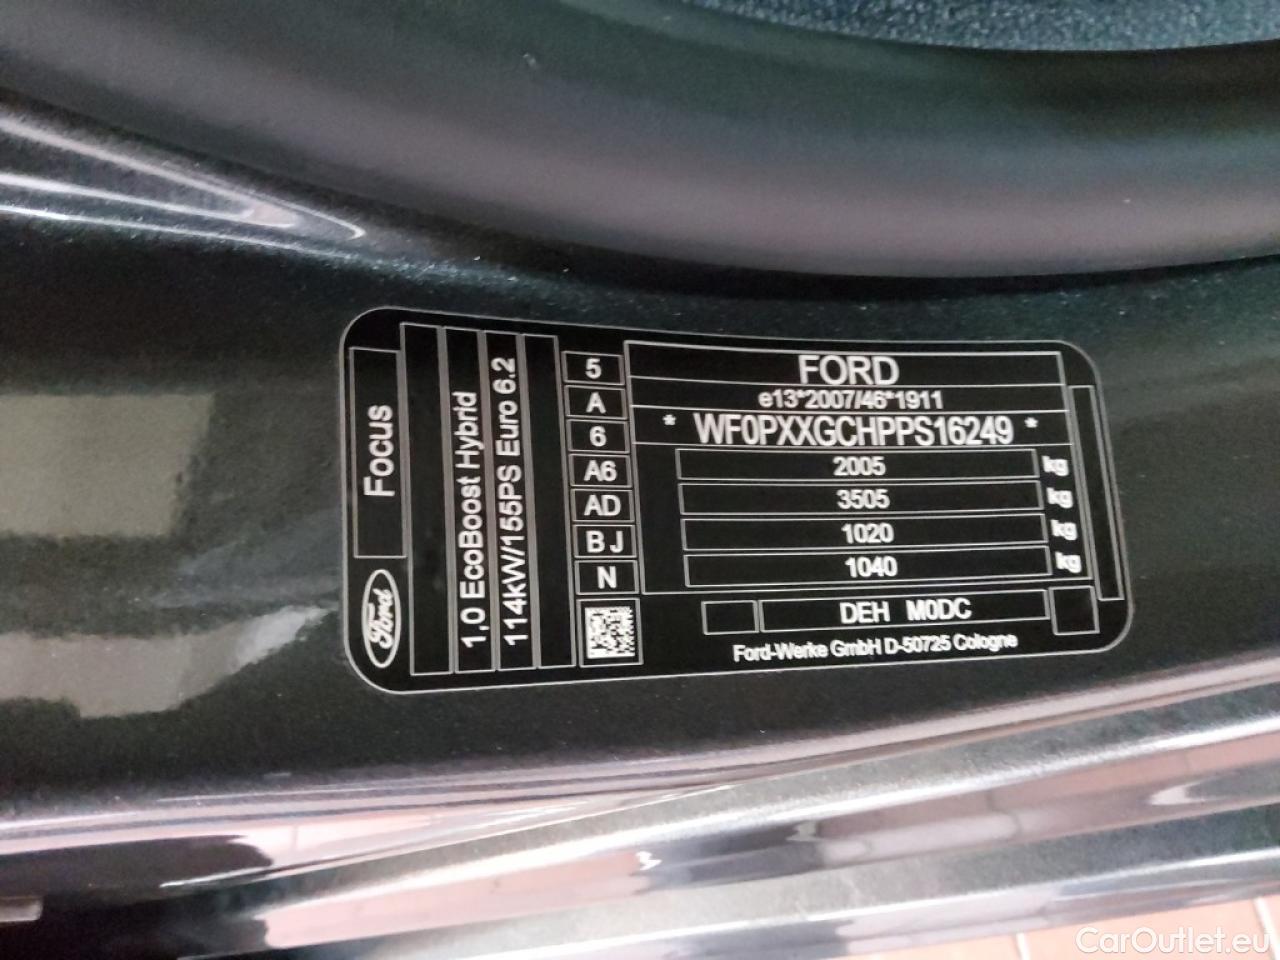 FORD
e13*2007/46*1911
* WF0PXXGCHPPS16249 *
2005 kg
3505 kg
1020 kg
1040 kg
DEH M0DC
Ford-Werke GmbH D-50725 Cologne
5
A
6
A6
AD
B J
N
Focus
Ford
1,0 EcoBoost Hybrid
114kW/155PS Euro 6.2
CarOutlet.eu